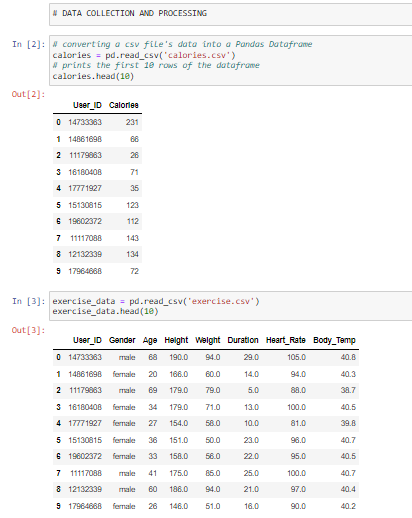 # DATA COLLECTION AND PROCESSING
In [2]: # converting a csv file's data into a Pandas Dataframe
calories = pd.read_csv('calories.csv')
# prints the first 10 rows of the dataframe
calories.head(10)
Out[2]:
User_ID Calories
0 14733363 231
1 14861698 66
2 11179863 26
3 16180408 71
4 17771927 35
5 15130815 123
6 19602372 112
7 11117088 143
8 12132339 134
9 17964668 72
In [3]: exercise_data = pd.read_csv('exercise.csv')
exercise_data.head(10)
Out[3]:
User_ID Gender Age Height Weight Duration Heart_Rate Body_Temp
0 14733363 male 68 190.0 94.0 29.0 105.0 40.8
1 14861698 female 20 166.0 60.0 14.0 94.0 40.3
2 11179863 male 69 179.0 79.0 5.0 88.0 38.7
3 16180408 female 34 179.0 71.0 13.0 100.0 40.5
4 17771927 female 27 154.0 58.0 10.0 81.0 39.8
5 15130815 female 36 151.0 50.0 23.0 96.0 40.7
6 19602372 female 33 158.0 56.0 22.0 95.0 40.5
7 11117088 male 41 175.0 85.0 25.0 100.0 40.7
8 12132339 male 60 186.0 94.0 21.0 97.0 40.4
9 17964668 female 26 146.0 51.0 16.0 90.0 40.2